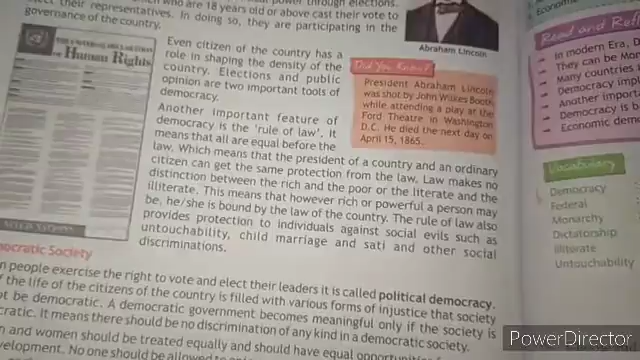 who are 18 years old or above cast their vote to
their representatives. In doing so, they are participating in the
governance of the country.
Abraham Lincoln
Human Rights
Even citizen of the country has a
role in shaping the density of the
country. Elections and public
opinion are two important tools of
democracy.
Did You Know?
President Abraham Lincoln
was shot by John Wilkes Booth
while attending a play at the
Ford Theatre in Washington
D.C. He died the next day on
April 15, 1865.
Another important feature of
democracy is the 'rule of law'. It
means that all are equal before the
law. Which means that the president of a country and an ordinary
citizen can get the same protection from the law. Law makes no
distinction between the rich and the poor or the literate and the
illiterate. This means that however rich or powerful a person may
be, he/she is bound by the law of the country. The rule of law also
provides protection to individuals against social evils such as
untouchability, child marriage and sati and other social
discriminations.
UNITED NATIONS
Society
people exercise the right to vote and elect their leaders it is called political democracy.
the life of the citizens of the country is filled with various forms of injustice that society
be democratic. A democratic government becomes meaningful only if the society is
It means there should be no discrimination of any kind in a democratic society.
and women should be treated equally and should have equal
No one should be allowed
Read and
In modern Era,
They can be
Many countries
Democracy
Another
Democracy is
Economic
Vocabulary
Democracy
Federal
Monarchy
Dictatorship
Illiterate
Untouchability
PowerDirector